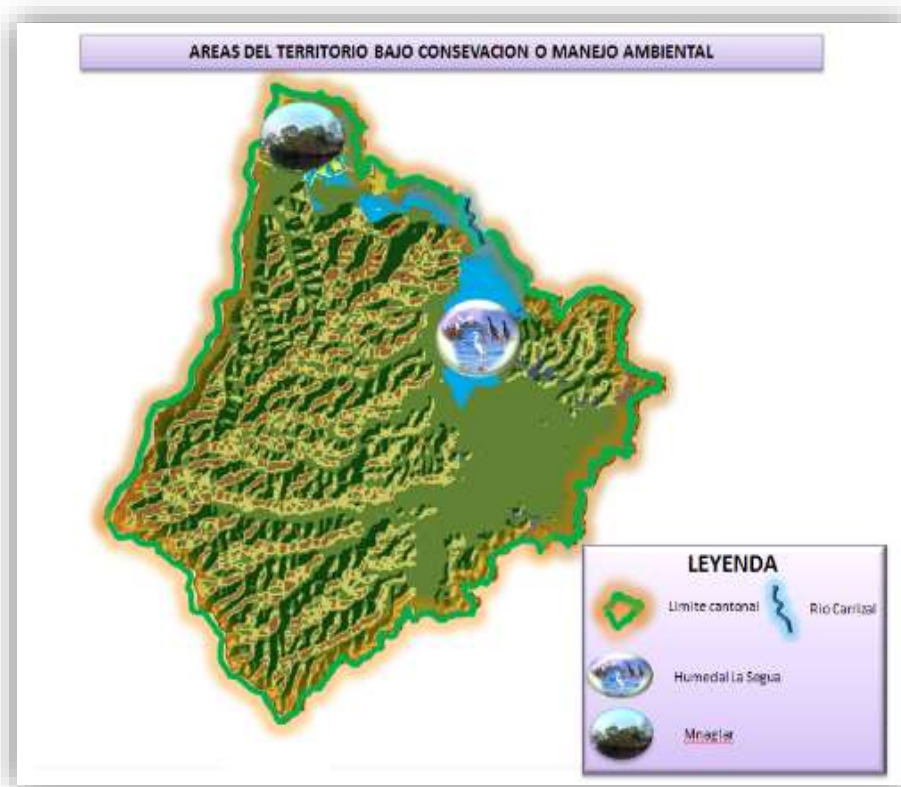 AREAS DEL TERRITORIO BAJO CONSEVACION O MANEJO AMBIENTAL
LEYENDA
Limite cantonal
Rio Carrizal
Humedal La Segua
Mnaglar